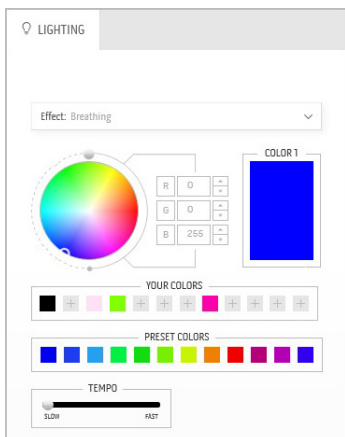 LIGHTING
Effect: Breathing
COLOR 1
R 0
G 0
B 255
YOUR COLORS
PRESET COLORS
TEMPO
SLOW FAST